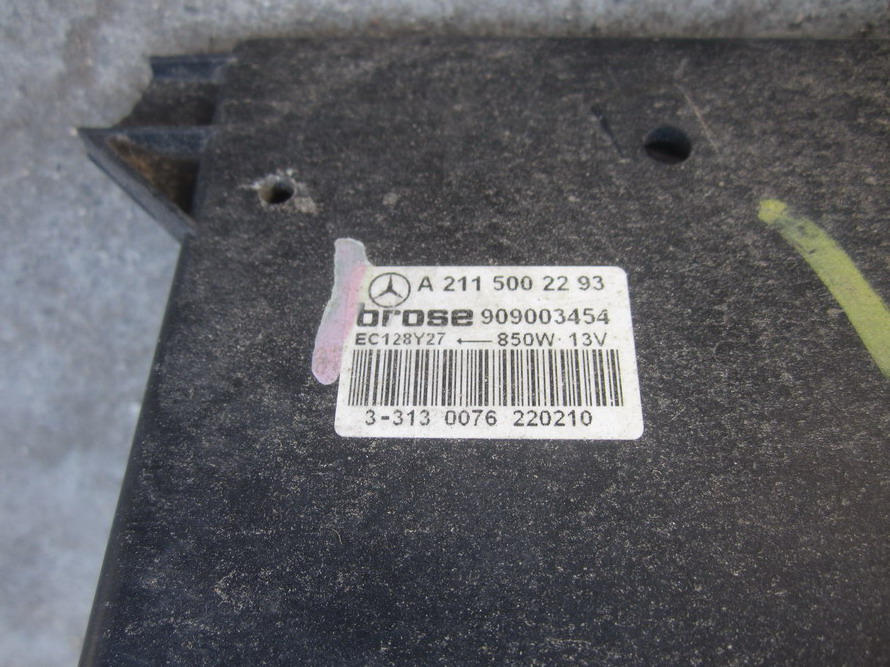 A 211 500 22 93
brose 909003454
EC128Y27 ← 850W· 13V
3-313 0076 220210